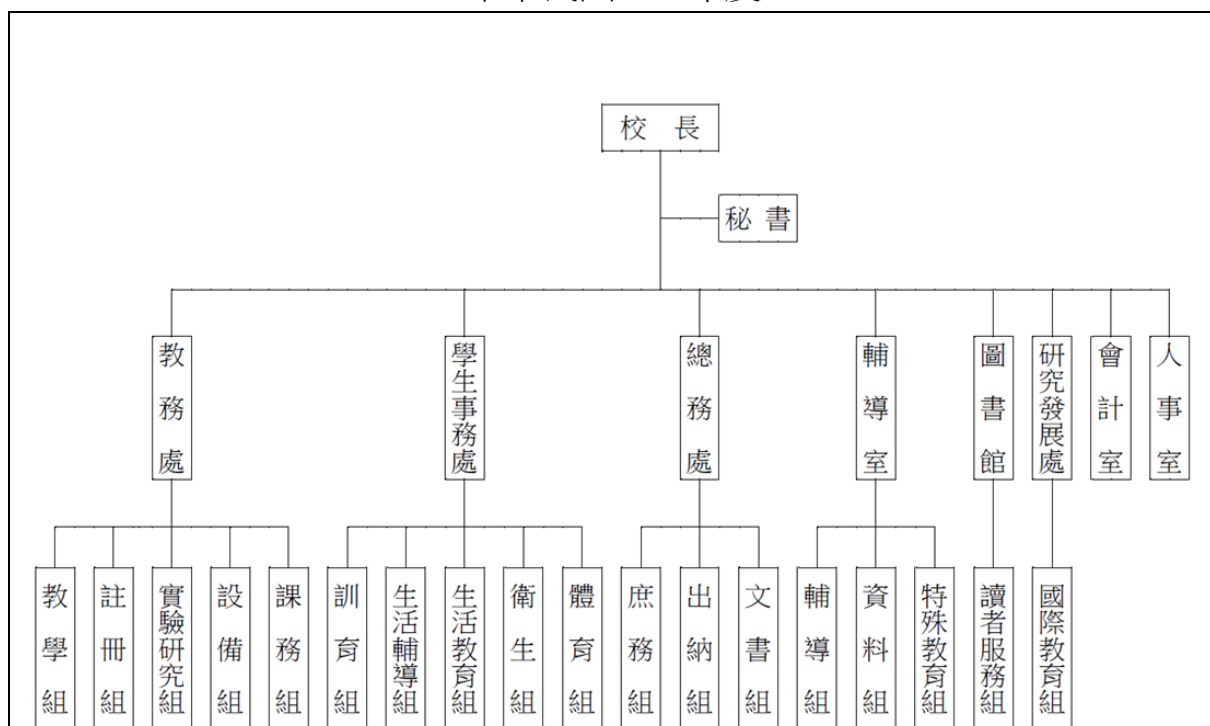 校長
秘書
教務處
學生事務處
總務處
輔導室
圖書館
研究發展處
會計室
人事室
教學組
註冊組
實驗研究組
設備組
課務組
訓育組
生活輔導組
生活教育組
衛生組
體育組
庶務組
出納組
文書組
輔導組
資料組
特殊教育組
讀者服務組
國際教育組